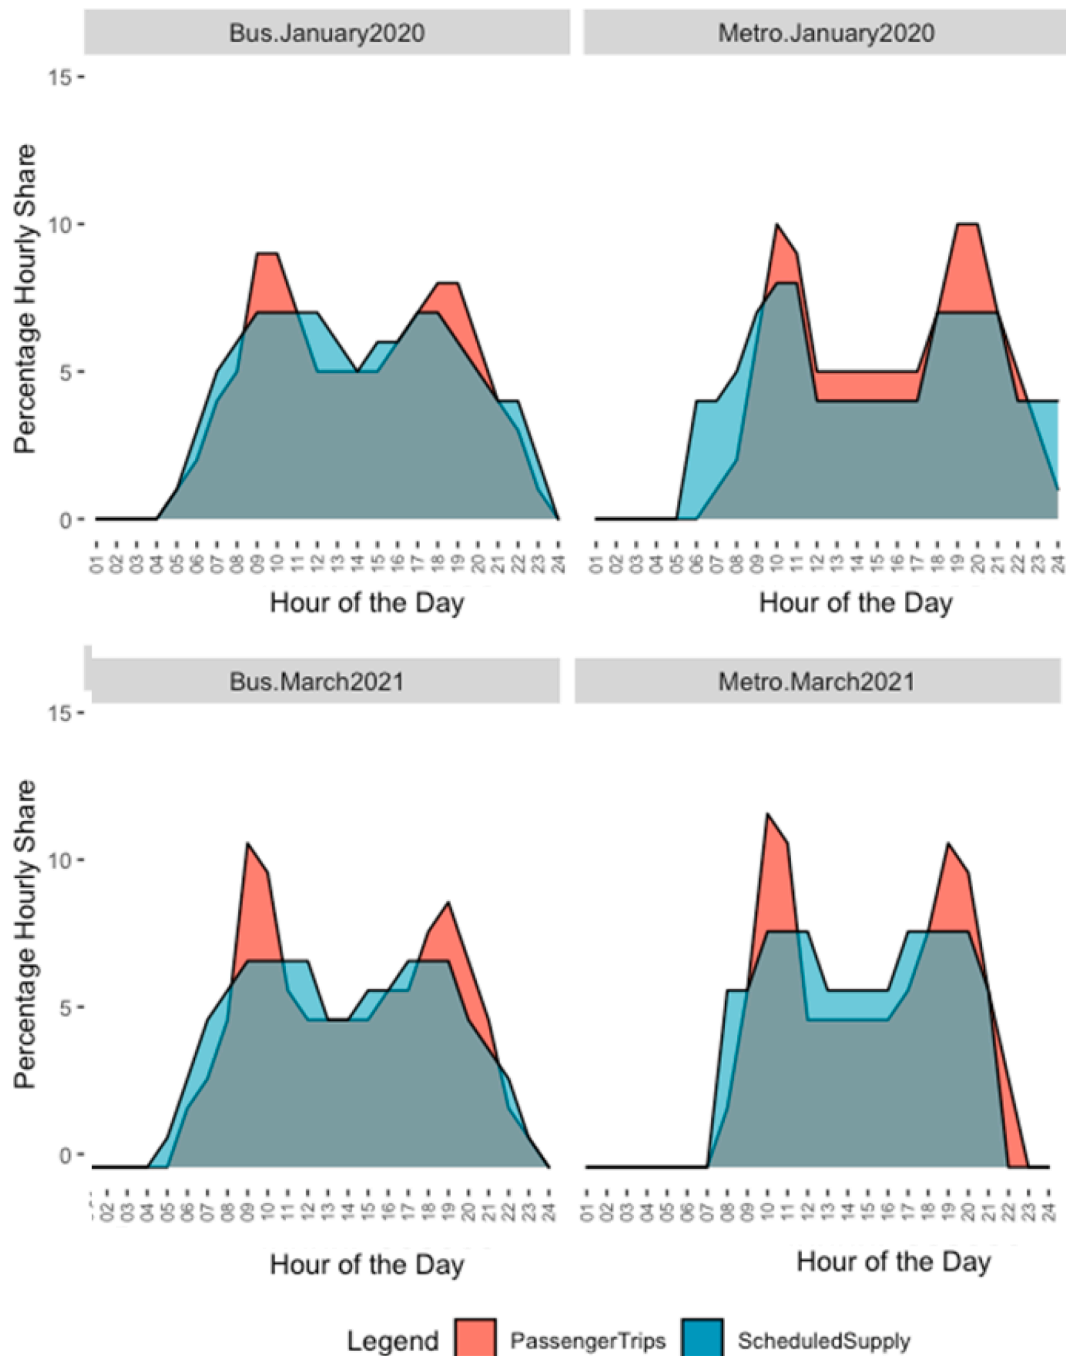 Bus.January2020 Metro.January2020
15
10
5
0
Percentage Hourly Share
01 02 03 04 05 06 07 08 09 10 11 12 13 14 15 16 17 18 19 20 21 22 23 24
01 02 03 04 05 06 07 08 09 10 11 12 13 14 15 16 17 18 19 20 21 22 23 24
Hour of the Day Hour of the Day
Bus.March2021 Metro.March2021
15
10
5
0
Percentage Hourly Share
02 03 04 05 06 07 08 09 10 11 12 13 14 15 16 17 18 19 20 21 22 23 24
01 02 03 04 05 06 07 08 09 10 11 12 13 14 15 16 17 18 19 20 21 22 23 24
Hour of the Day Hour of the Day
Legend PassengerTrips ScheduledSupply